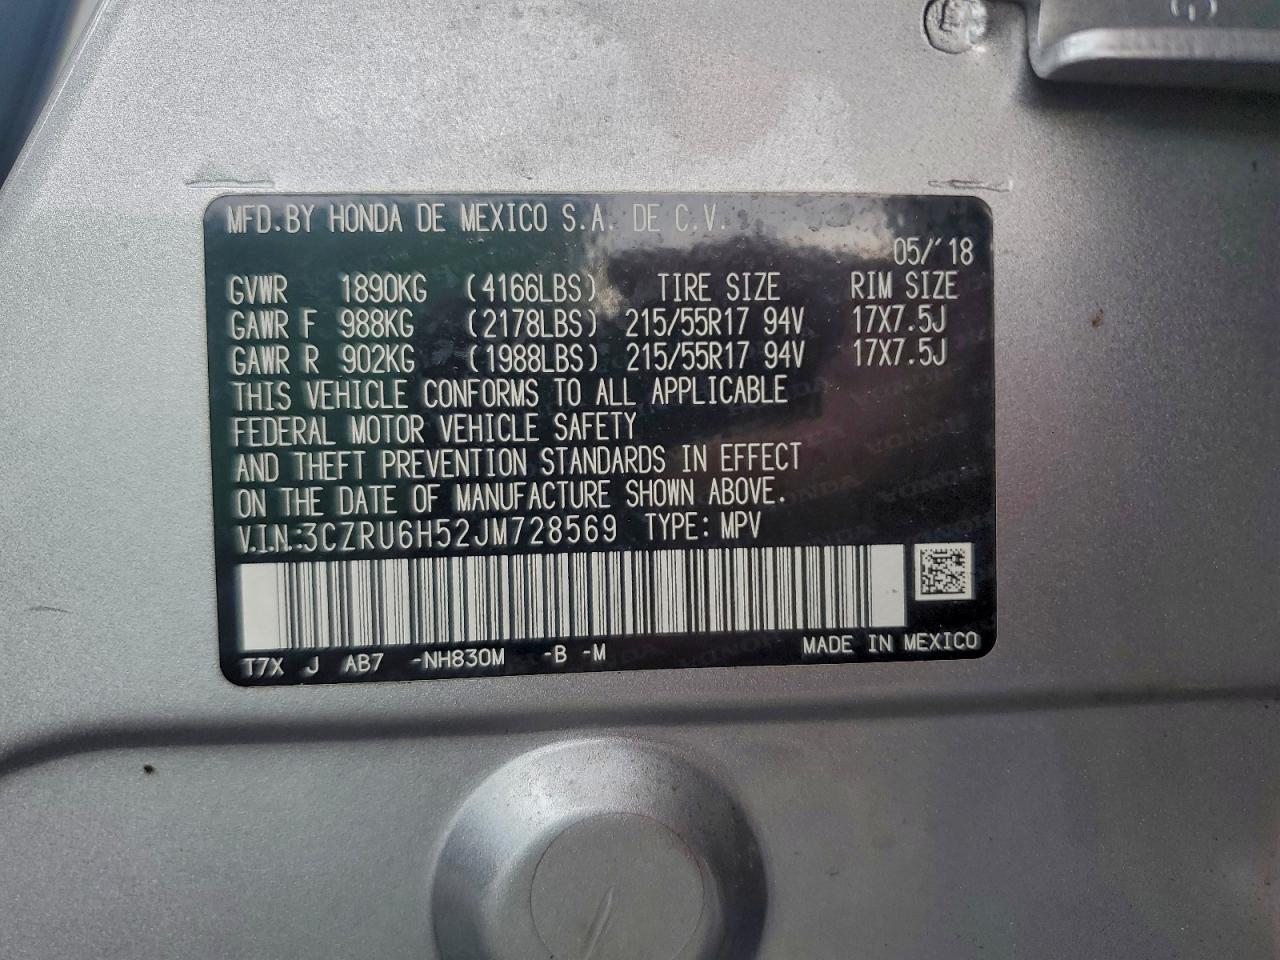 MFD.BY HONDA DE MEXICO S.A. DE C.V.
05/'18
GVWR 1890KG (4166LBS) TIRE SIZE RIM SIZE
GAWR F 988KG (2178LBS) 215/55R17 94V 17X7.5J
GAWR R 902KG (1988LBS) 215/55R17 94V 17X7.5J
THIS VEHICLE CONFORMS TO ALL APPLICABLE
FEDERAL MOTOR VEHICLE SAFETY
AND THEFT PREVENTION STANDARDS IN EFFECT
ON THE DATE OF MANUFACTURE SHOWN ABOVE.
V.I.N.:3CZRU6H52JM728569 TYPE: MPV
T7X J AB7 -NH830M -B -M MADE IN MEXICO